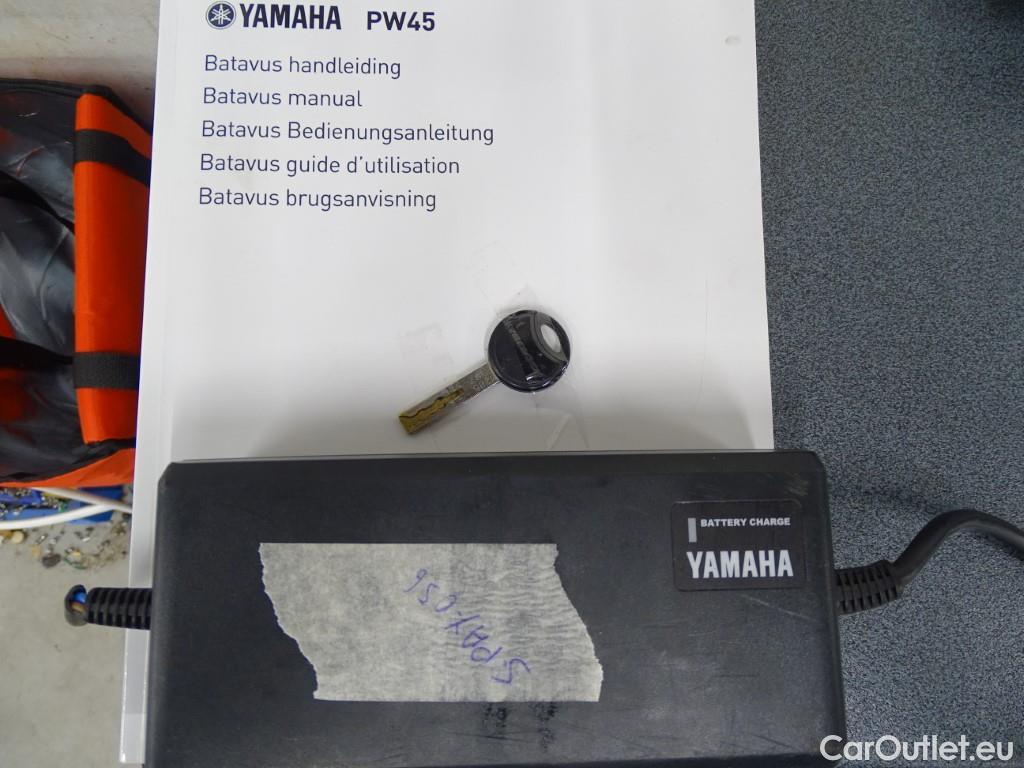 YAMAHA PW45
Batavus handleiding
Batavus manual
Batavus Bedienungsanleitung
Batavus guide d'utilisation
Batavus brugsanvisning
BATTERY CHARGE
YAMAHA
CarOutlet.eu